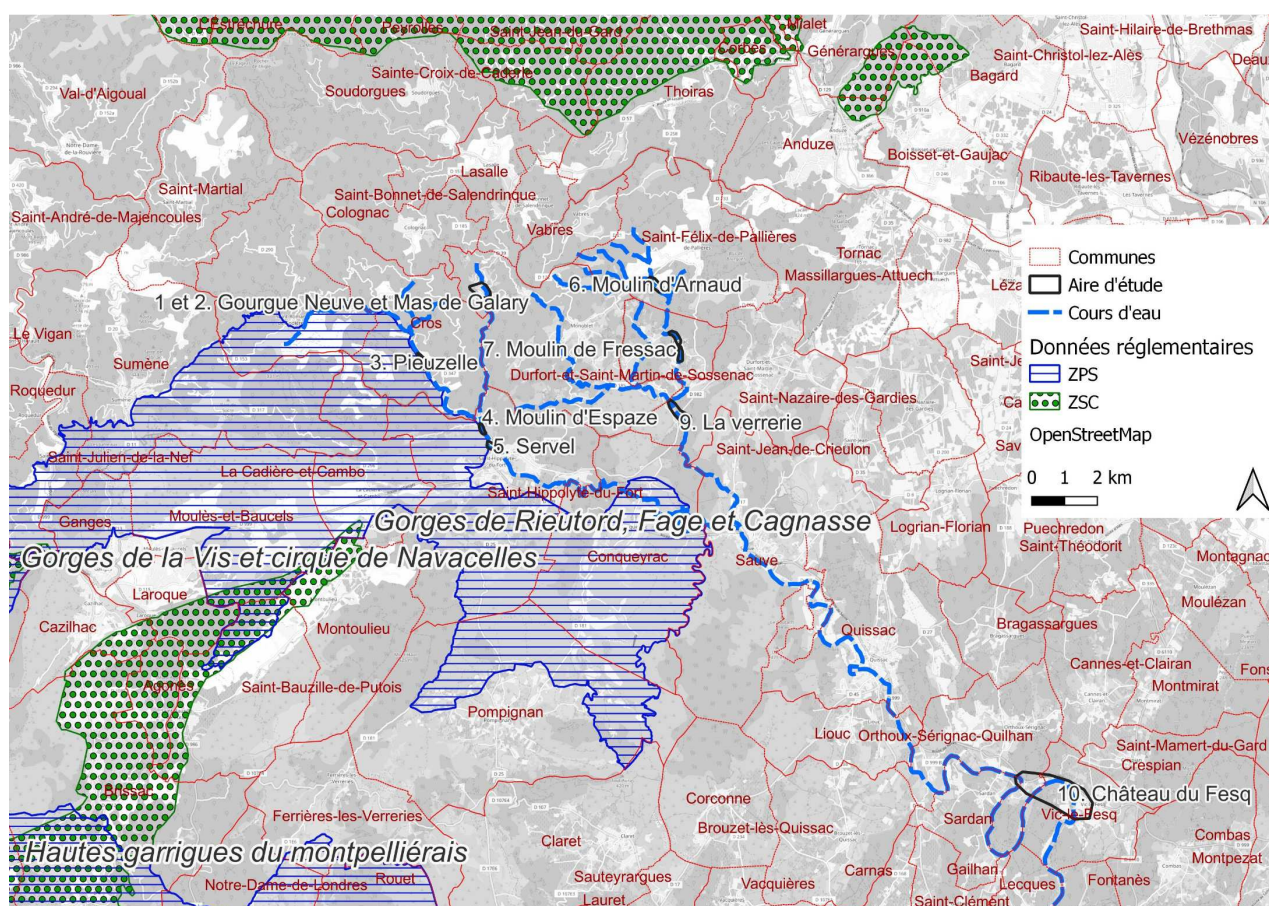 L'Estréchure
Peyrolles
Saint-Jean-du-Gard
Corbès
Mialet
Générargues
Saint-Hilaire-de-Brethmas
Saint-Christol-lez-Alès
Bagard
Deaux
Sainte-Croix-de-Caderle
Soudorgues
Val-d'Aigoual
Thoiras
Anduze
Vézénobres
Boisset-et-Gaujac
Ribaute-les-Tavernes
Lasalle
Saint-Martial
Saint-Bonnet-de-Salendrinque
Saint-André-de-Majencoules
Colognac
Vabres
Saint-Félix-de-Pallières
Tornac
Massillargues-Attuech
Communes
Aire d'étude
Cours d'eau
Données réglementaires
ZPS
ZSC
OpenStreetMap
0 1 2 km
6. Moulin d'Arnaud
1 et 2. Gourgue Neuve et Mas de Galary
Cros
Le Vigan
Sumène
Roquedur
3. Pieuzelle
7. Moulin de Fressac
Durfort-et-Saint-Martin-de-Sossenac
Saint-Nazaire-des-Gardies
4. Moulin d'Espaze
9. La verrerie
5. Servel
Saint-Jean-de-Crieulon
Saint-Julien-de-la-Nef
La Cadière-et-Cambo
Saint-Hippolyte-du-Fort
Ganges
Moulès-et-Baucels
Gorges de Rieutord, Fage et Cagnasse
Logrian-Florian
Puechredon
Saint-Théodorit
Montagnac
Gorges de la Vis et cirque de Navacelles
Conqueyrac
Sauve
Laroque
Moulézan
Cazilhac
Montoulieu
Quissac
Bragassargues
Cannes-et-Clairan
Montmirat
Fons
Agonès
Saint-Bauzille-de-Putois
Pompignan
Liouc
Orthoux-Sérignac-Quilhan
Saint-Mamert-du-Gard
Crespian
Brissac
Corconne
10. Château du Fesq
Ferrières-les-Verreries
Sardan
Vic-le-Fesq
Brouzet-lès-Quissac
Combas
Claret
Hautes garrigues du montpelliérais
Montpezat
Notre-Dame-de-Londres
Rouet
Sauteyrargues
Vacquières
Carnas
Gailhan
Lecques
Fontanès
Lauret
Saint-Clément